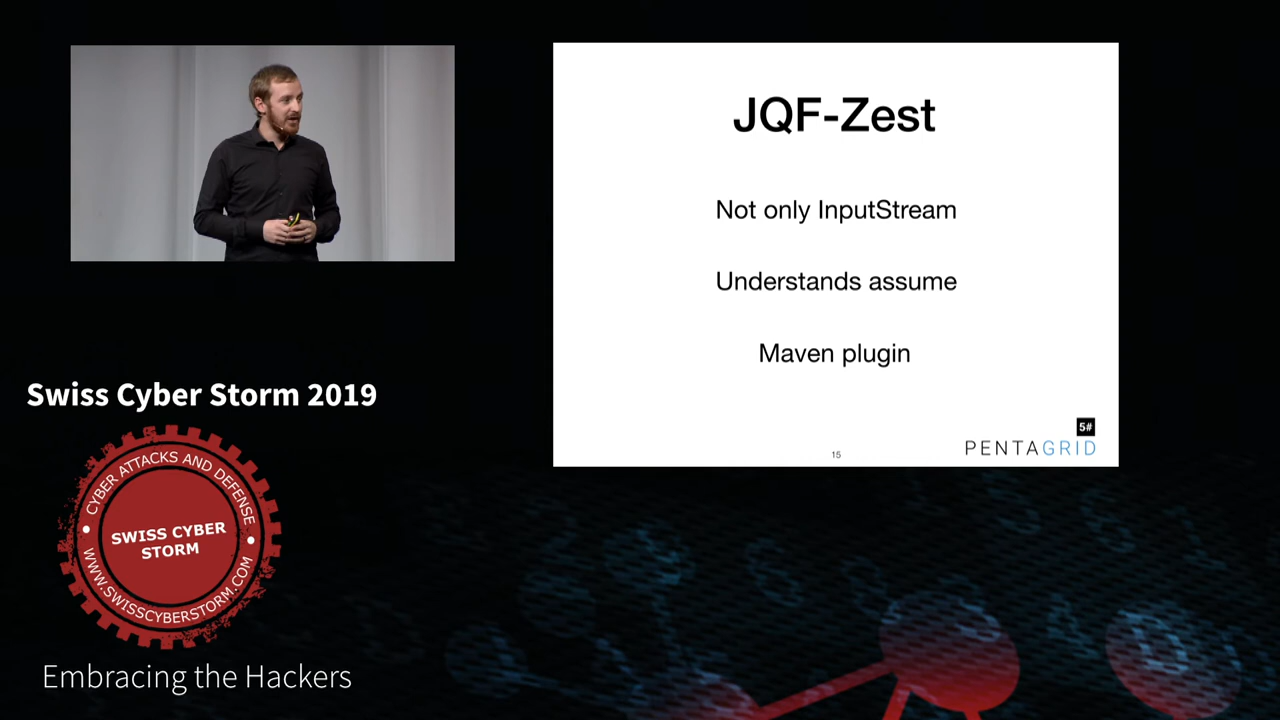 JQF-Zest
Not only InputStream
Understands assume
Maven plugin
5#
PENTAGRID
15
Swiss Cyber Storm 2019
CYBER ATTACKS AND DEFENSE
SWISS CYBER
STORM
WWW.SWISSCYBERSTORM.COM
Embracing the Hackers